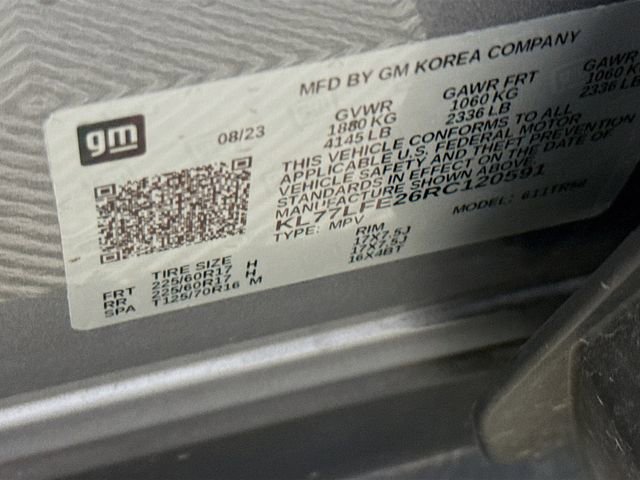 MFD BY GM KOREA COMPANY
gm
08/23
GVWR GAWR FRT GAWR
1880 KG 1060 KG 1060 KG
4145 LB 2336 LB 2336 LB
THIS VEHICLE CONFORMS TO ALL
APPLICABLE U.S. FEDERAL MOTOR
VEHICLE SAFETY AND THEFT PREVENTION
STANDARDS IN EFFECT ON THE DATE OF
MANUFACTURE SHOWN ABOVE.
KL77LFE26RC120591
TYPE: MPV MODEL: 611TR58
TIRE SIZE RIM
FRT 225/60R17 H 17X7.5J
RR 225/60R17 H 17X7.5J
SPA T125/70R16 M 16X4BT